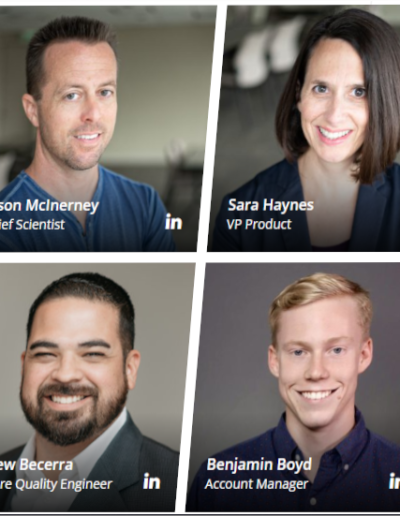 son McInerney
ief Scientist
in
Sara Haynes
VP Product
ew Becerra
re Quality Engineer
in
Benjamin Boyd
Account Manager
in